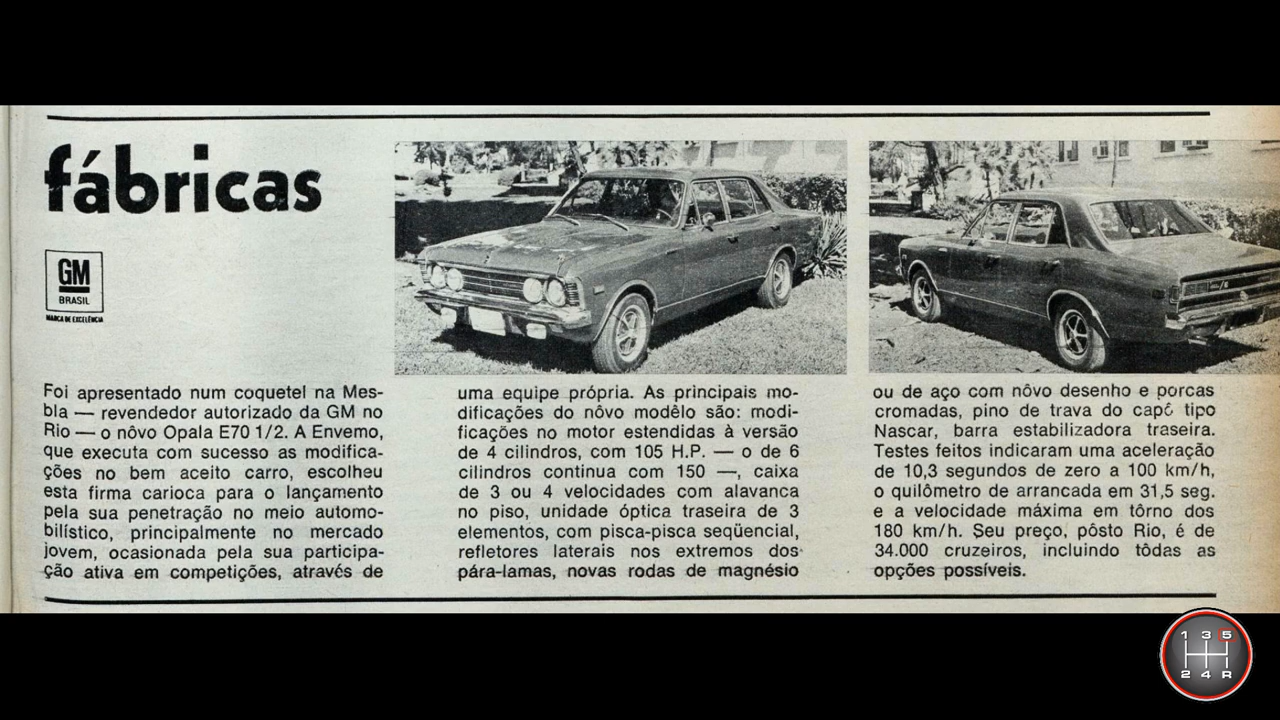 fábricas
GM
BRASIL
MARCA DE EXCELÊNCIA
Foi apresentado num coquetel na Mes-
bla — revendedor autorizado da GM no
Rio — o nôvo Opala E70 1/2. A Envemo,
que executa com sucesso as modifica-
ções no bem aceito carro, escolheu
esta firma carioca para o lançamento
pela sua penetração no meio automo-
bilístico, principalmente no mercado
jovem, ocasionada pela sua participa-
ção ativa em competições, através de
uma equipe própria. As principais mo-
dificações do nôvo modêlo são: modi-
ficações no motor estendidas à versão
de 4 cilindros, com 105 H.P. — o de 6
cilindros continua com 150 —, caixa
de 3 ou 4 velocidades com alavanca
no piso, unidade óptica traseira de 3
elementos, com pisca-pisca seqüencial,
refletores laterais nos extremos dos
pára-lamas, novas rodas de magnésio
ou de aço com nôvo desenho e porcas
cromadas, pino de trava do capô tipo
Nascar, barra estabilizadora traseira.
Testes feitos indicaram uma aceleração
de 10,3 segundos de zero a 100 km/h,
o quilômetro de arrancada em 31,5 seg.
e a velocidade máxima em tôrno dos
180 km/h. Seu preço, pôsto Rio, é de
34.000 cruzeiros, incluindo tôdas as
opções possíveis.
1 3 5
2 4 R